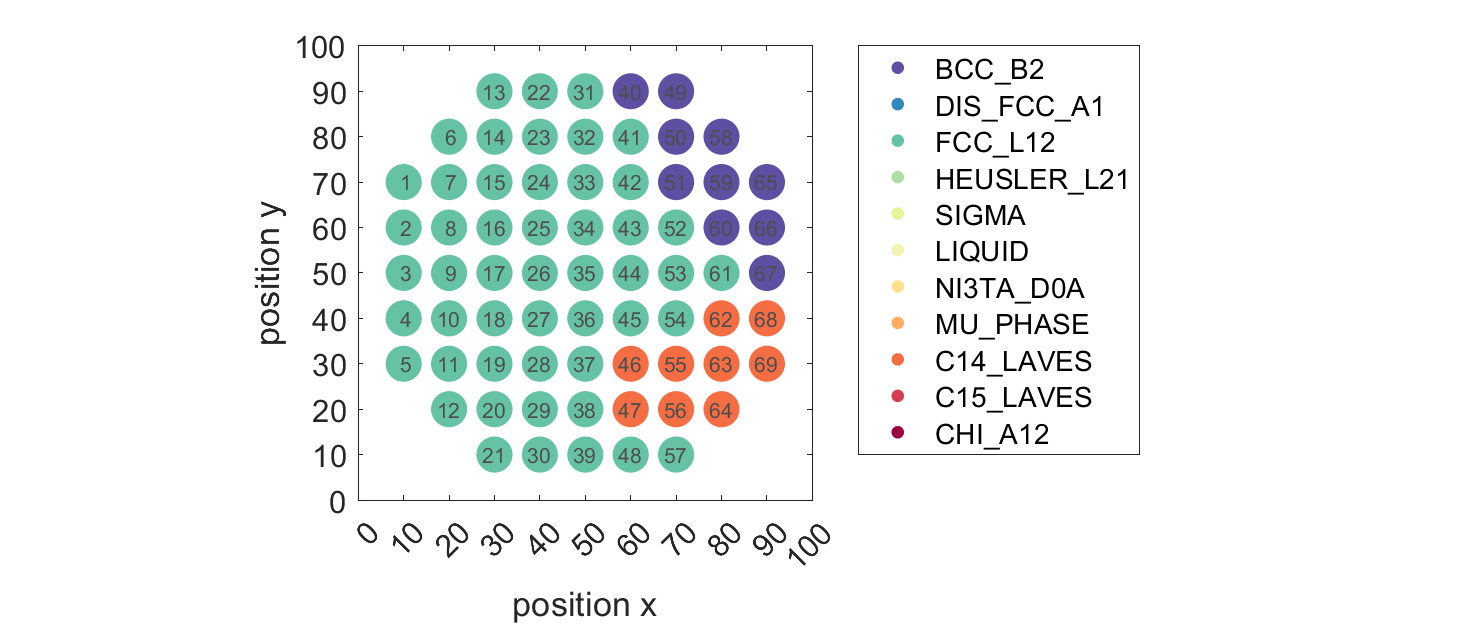 100
90
80
70
60
50
40
30
20
10
0
position y
13 22 31 40 49
6 14 23 32 41 50 58
1 7 15 24 33 42 51 59 65
2 8 16 25 34 43 52 60 66
3 9 17 26 35 44 53 61 67
4 10 18 27 36 45 54 62 68
5 11 19 28 37 46 55 63 69
12 20 29 38 47 56 64
21 30 39 48 57
0 10 20 30 40 50 60 70 80 90 100
position x
BCC_B2
DIS_FCC_A1
FCC_L12
HEUSLER_L21
SIGMA
LIQUID
NI3TA_D0A
MU_PHASE
C14_LAVES
C15_LAVES
CHI_A12